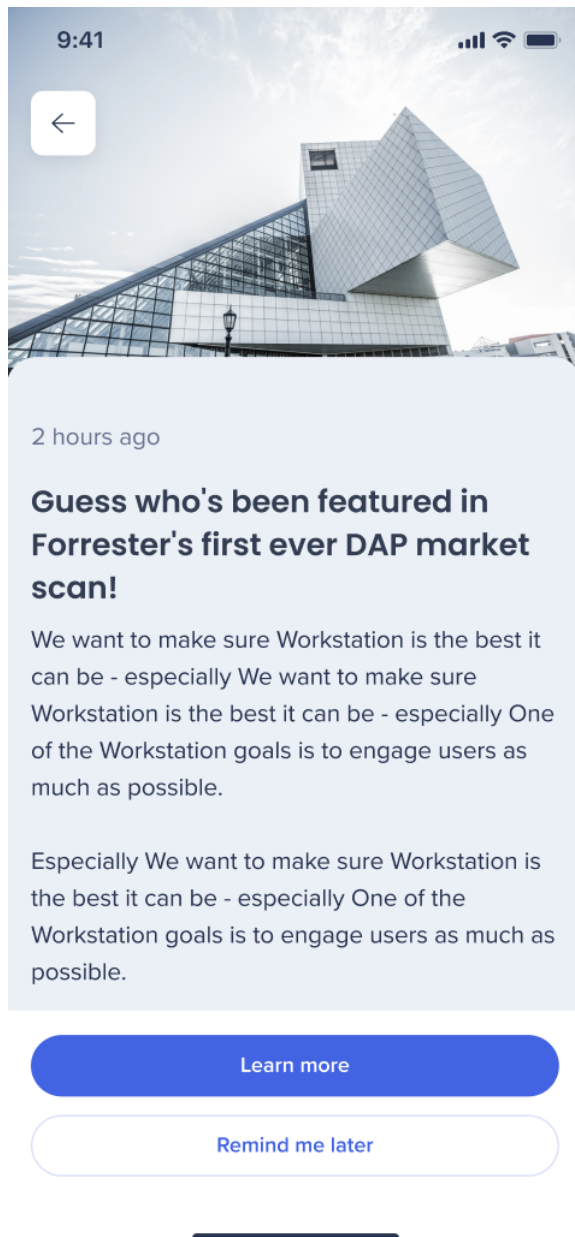 9:41
2 hours ago
Guess who's been featured in
Forrester's first ever DAP market
scan!
We want to make sure Workstation is the best it
can be - especially We want to make sure
Workstation is the best it can be - especially One
of the Workstation goals is to engage users as
much as possible.
Especially We want to make sure Workstation is
the best it can be - especially One of the
Workstation goals is to engage users as much as
possible.
Learn more
Remind me later